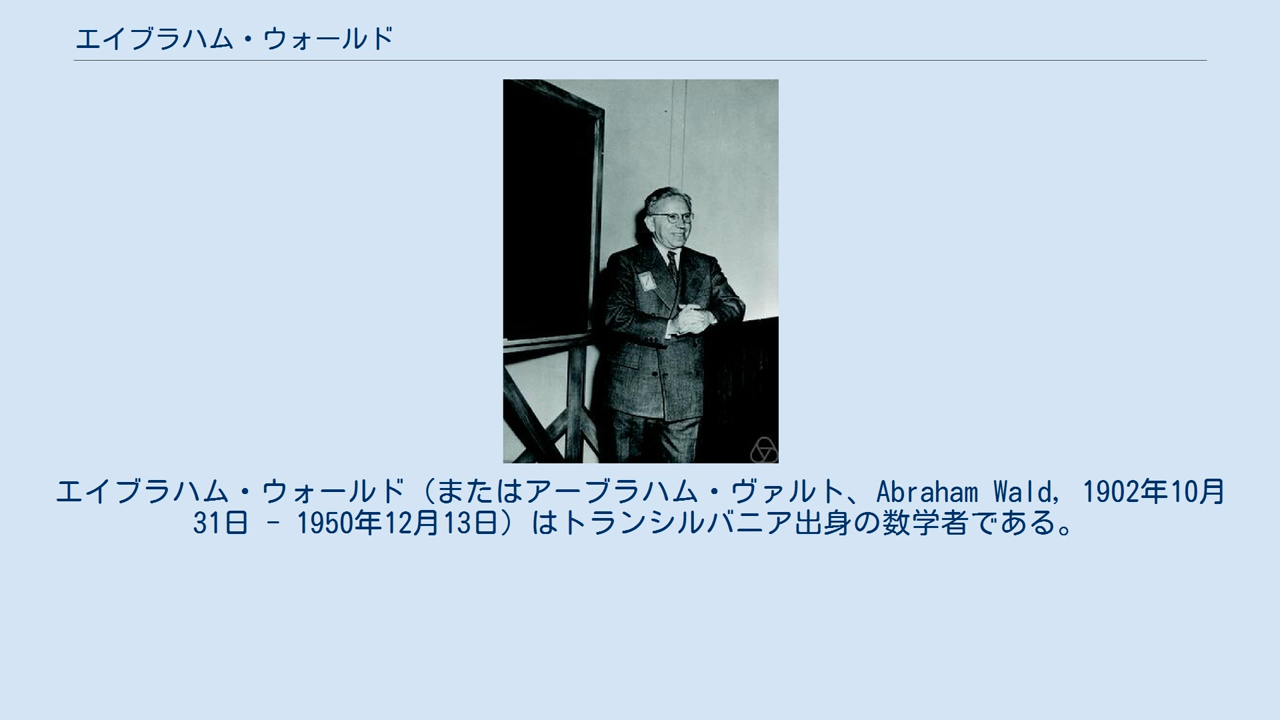 エイブラハム・ウォールド
エイブラハム・ウォールド（またはアーブラハム・ヴァルト、Abraham Wald, 1902年10月
31日 - 1950年12月13日）はトランシルバニア出身の数学者である。